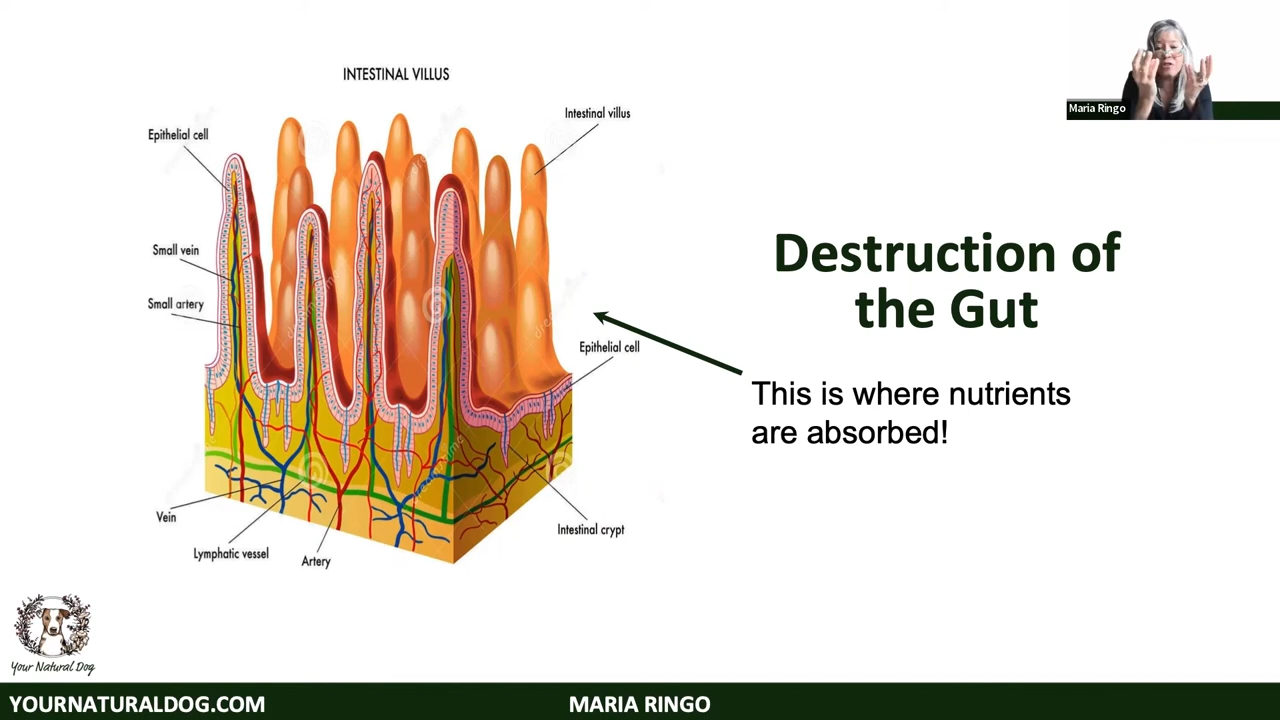 Maria Ringo
INTESTINAL VILLUS
Epithelial cell
Intestinal villus
Small vein
Small artery
Epithelial cell
Vein
Lymphatic vessel
Artery
Intestinal crypt
Destruction of
the Gut
This is where nutrients
are absorbed!
Your Natural Dog
YOURNATURALDOG.COM
MARIA RINGO